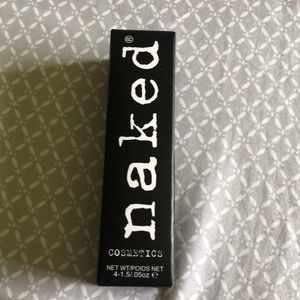 naked®
COSMETICS
NET WT/POIDS NET
4-1.5/.05oz ℮